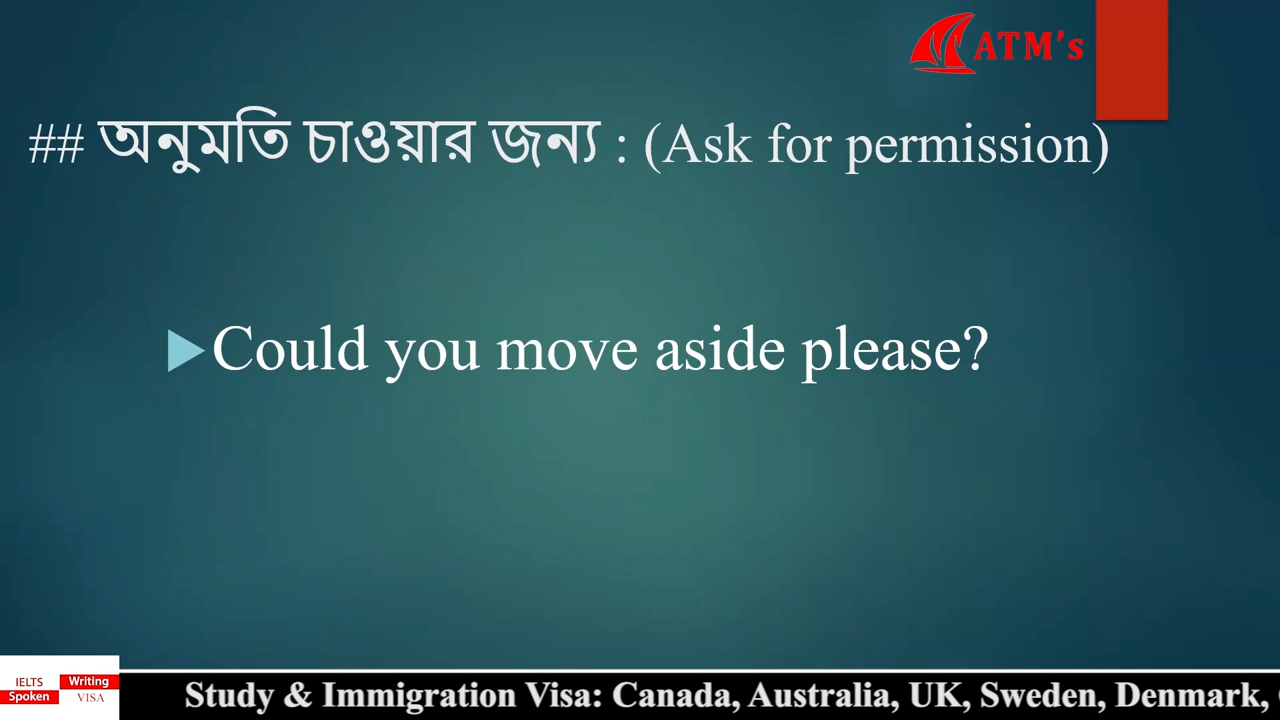 ATM's
## অনুমতি চাওয়ার জন্য : (Ask for permission)
Could you move aside please?
IELTS Writing
Spoken VISA
Study & Immigration Visa: Canada, Australia, UK, Sweden, Denmark,